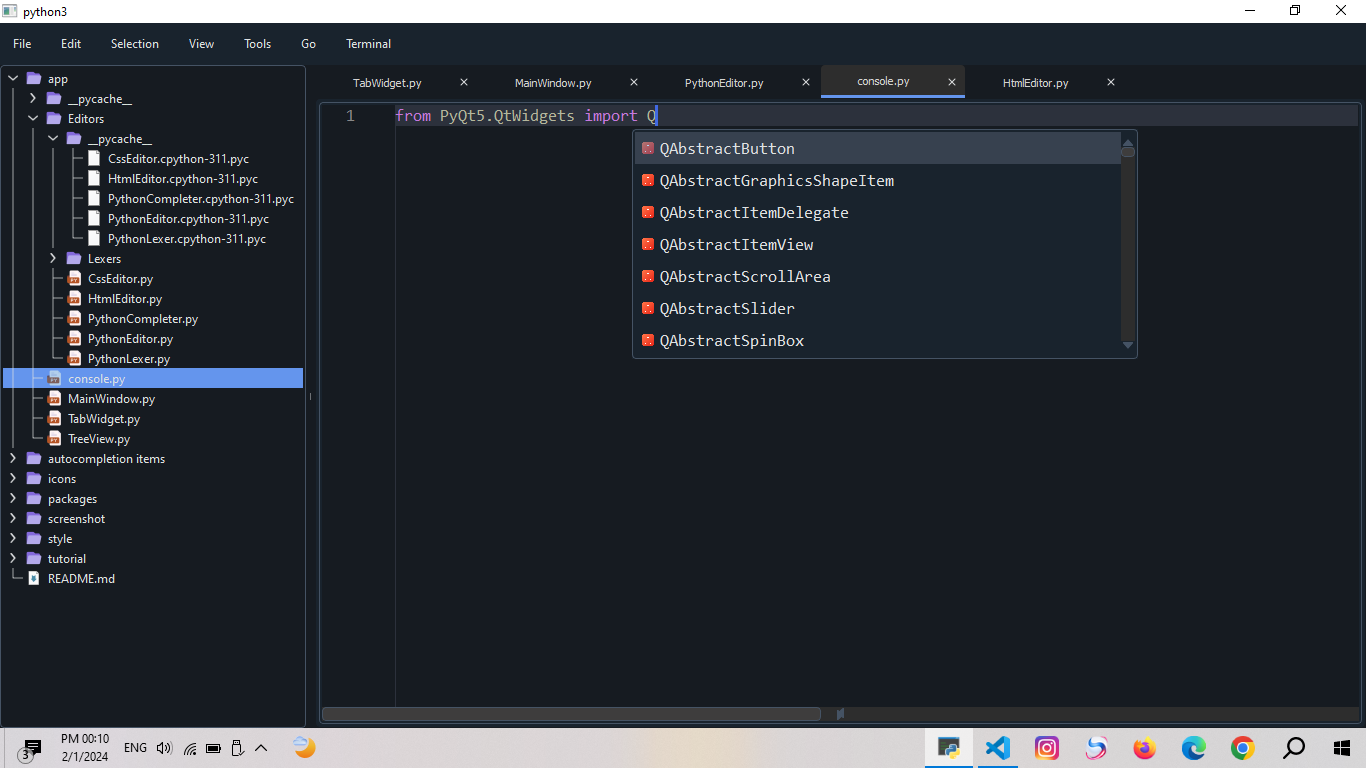 python3
File Edit Selection View Tools Go Terminal
app
__pycache__
Editors
__pycache__
CssEditor.cpython-311.pyc
HtmlEditor.cpython-311.pyc
PythonCompleter.cpython-311.pyc
PythonEditor.cpython-311.pyc
PythonLexer.cpython-311.pyc
Lexers
CssEditor.py
HtmlEditor.py
PythonCompleter.py
PythonEditor.py
PythonLexer.py
console.py
MainWindow.py
TabWidget.py
TreeView.py
autocompletion items
icons
packages
screenshot
style
tutorial
README.md
TabWidget.py MainWindow.py PythonEditor.py console.py HtmlEditor.py
1 from PyQt5.QtWidgets import Q
QAbstractButton
QAbstractGraphicsShapeItem
QAbstractItemDelegate
QAbstractItemView
QAbstractScrollArea
QAbstractSlider
QAbstractSpinBox
3
PM 00:10
2/1/2024
ENG